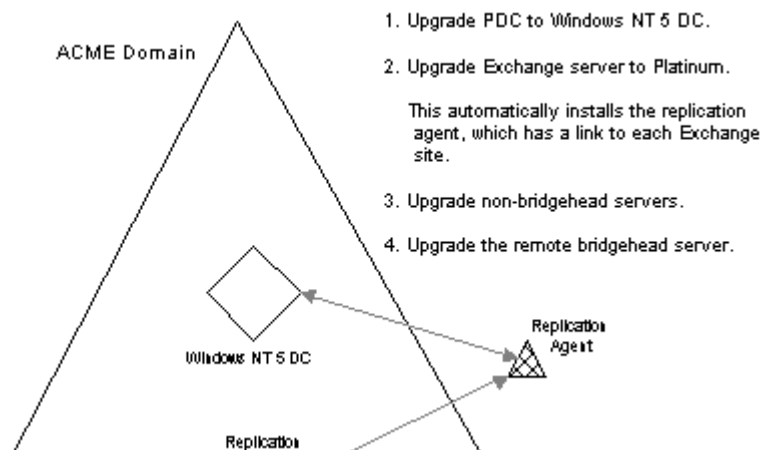 ACME Domain
1. Upgrade PDC to Windows NT 5 DC.
2. Upgrade Exchange server to Platinum.
This automatically installs the replication
agent, which has a link to each Exchange
site.
3. Upgrade non-bridgehead servers.
4. Upgrade the remote bridgehead server.
Replication
Agent
Windows NT 5 DC
Replication